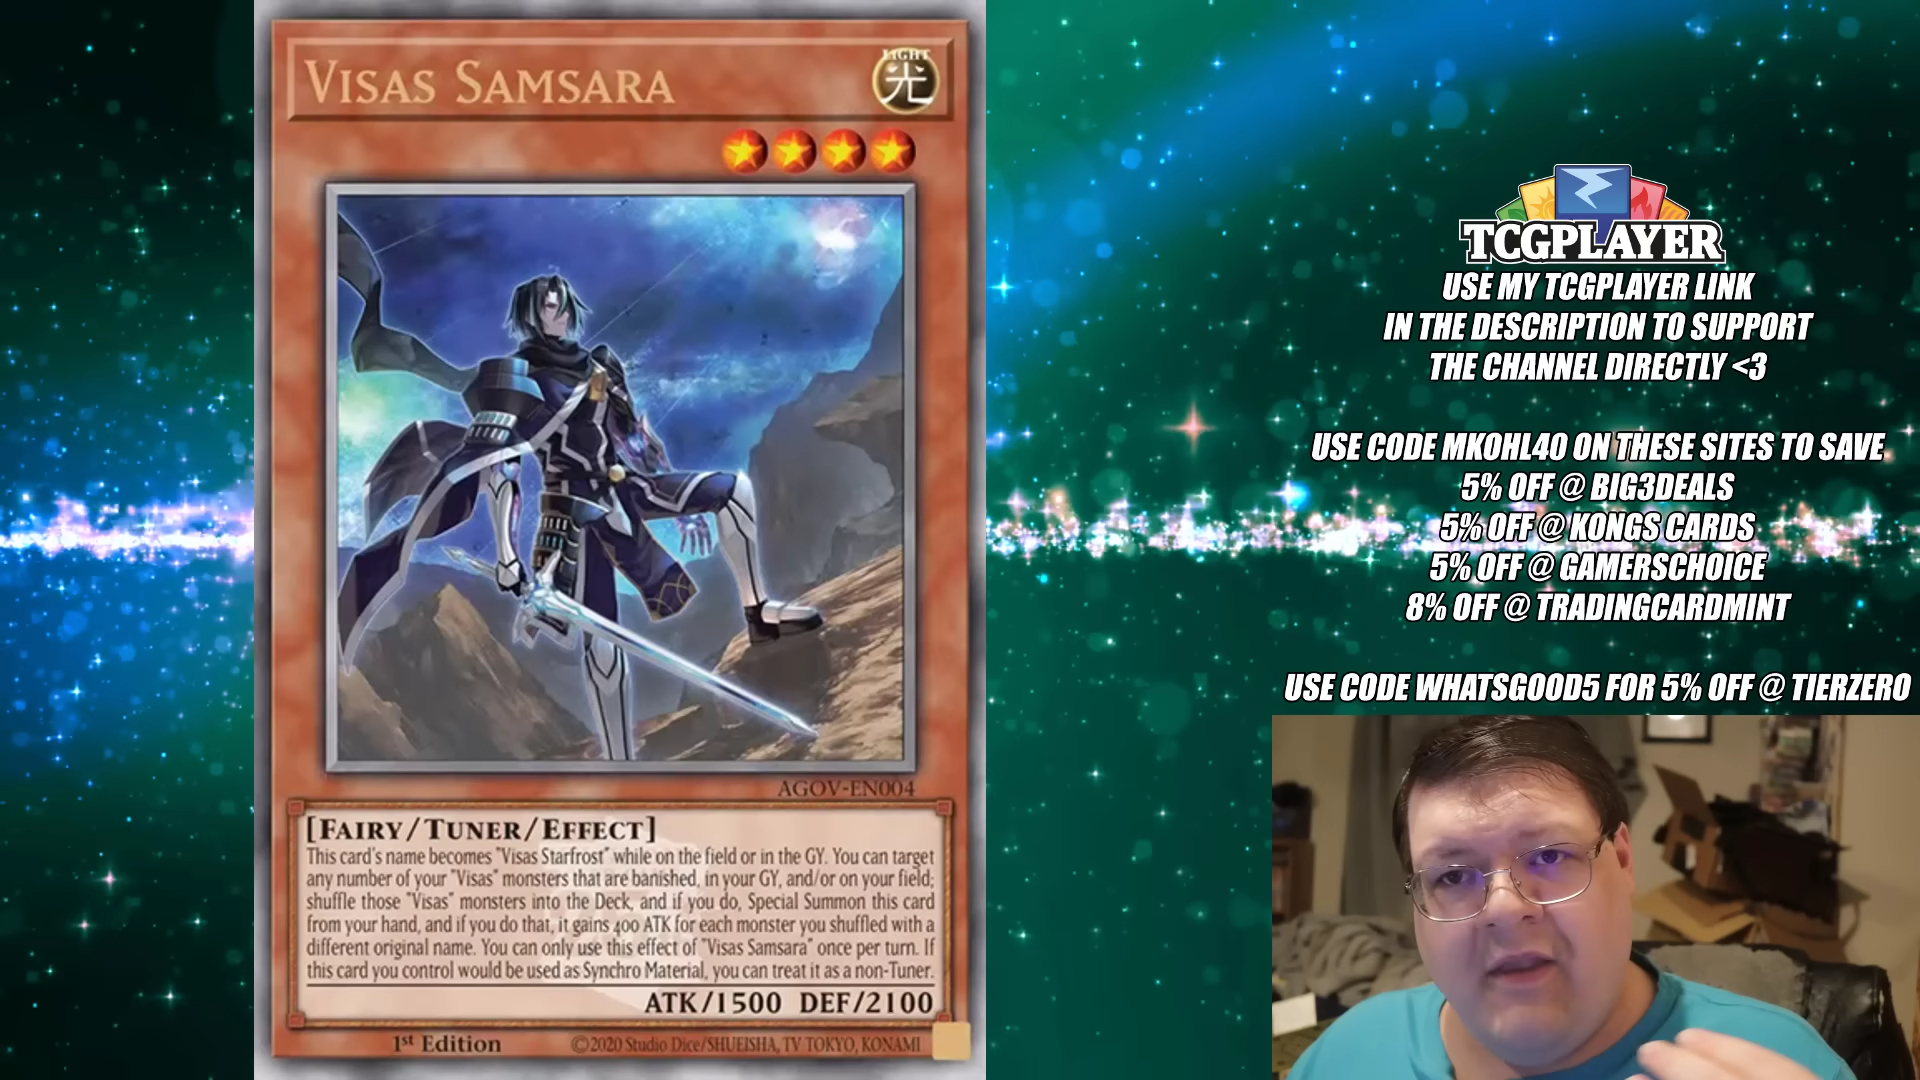 VISAS SAMSARA
LIGHT
光
AGOV-EN004
[FAIRY/TUNER/EFFECT]
This card's name becomes "Visas Starfrost" while on the field or in the GY. You can target
any number of your "Visas" monsters that are banished, in your GY, and/or on your field;
shuffle those "Visas" monsters into the Deck, and if you do, Special Summon this card
from your hand, and if you do that, it gains 400 ATK for each monster you shuffled with a
different original name. You can only use this effect of "Visas Samsara" once per turn. If
this card you control would be used as Synchro Material, you can treat it as a non-Tuner.
ATK/1500 DEF/2100
1st Edition
©2020 Studio Dice/SHUEISHA, TV TOKYO, KONAMI
TCGPLAYER
USE MY TCGPLAYER LINK
IN THE DESCRIPTION TO SUPPORT
THE CHANNEL DIRECTLY <3
USE CODE MKOHL40 ON THESE SITES TO SAVE
5% OFF @ BIG3DEALS
5% OFF @ KONGS CARDS
5% OFF @ GAMERSCHOICE
8% OFF @ TRADINGCARDMINT
USE CODE WHATSGOOD5 FOR 5% OFF @ TIERZERO